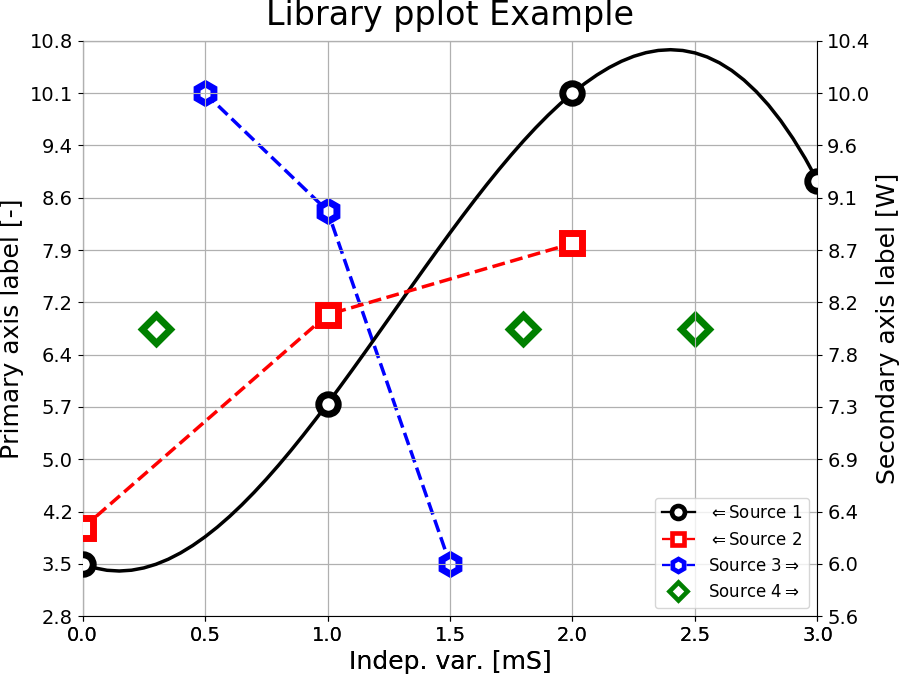 Library pplot Example
Primary axis label [-]
10.8
10.1
9.4
8.6
7.9
7.2
6.4
5.7
5.0
4.2
3.5
2.8
10.4
10.0
9.6
9.1
8.7
8.2
7.8
7.3
6.9
6.4
6.0
5.6
Secondary axis label [W]
⇐Source 1
⇐Source 2
Source 3⇒
Source 4⇒
0.0 0.5 1.0 1.5 2.0 2.5 3.0
Indep. var. [mS]